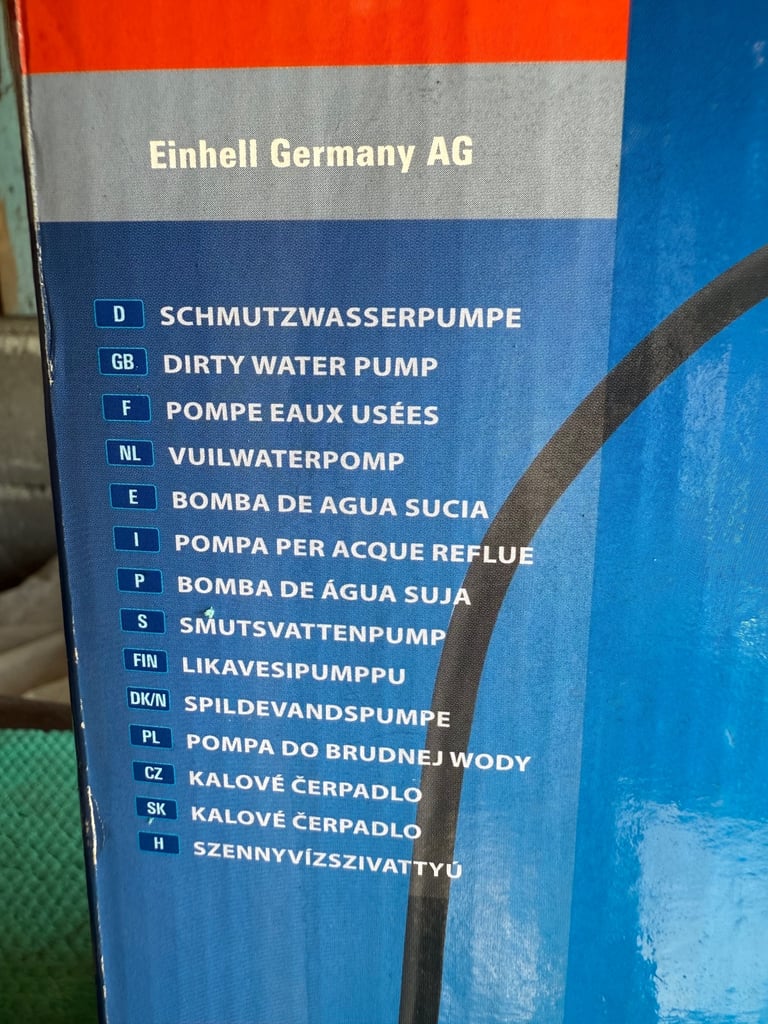 Einhell Germany AG
D SCHMUTZWASSERPUMPE
GB DIRTY WATER PUMP
F POMPE EAUX USÉES
NL VUILWATERPOMP
E BOMBA DE AGUA SUCIA
I POMPA PER ACQUE REFLUE
P BOMBA DE ÁGUA SUJA
S SMUTSVATTENPUMP
FIN LIKAVESIPUMPPU
DK/N SPILDEVANDSPUMPE
PL POMPA DO BRUDNEJ WODY
CZ KALOVÉ ČERPADLO
SK KALOVÉ ČERPADLO
H SZENNYVÍZSZIVATTYÚ